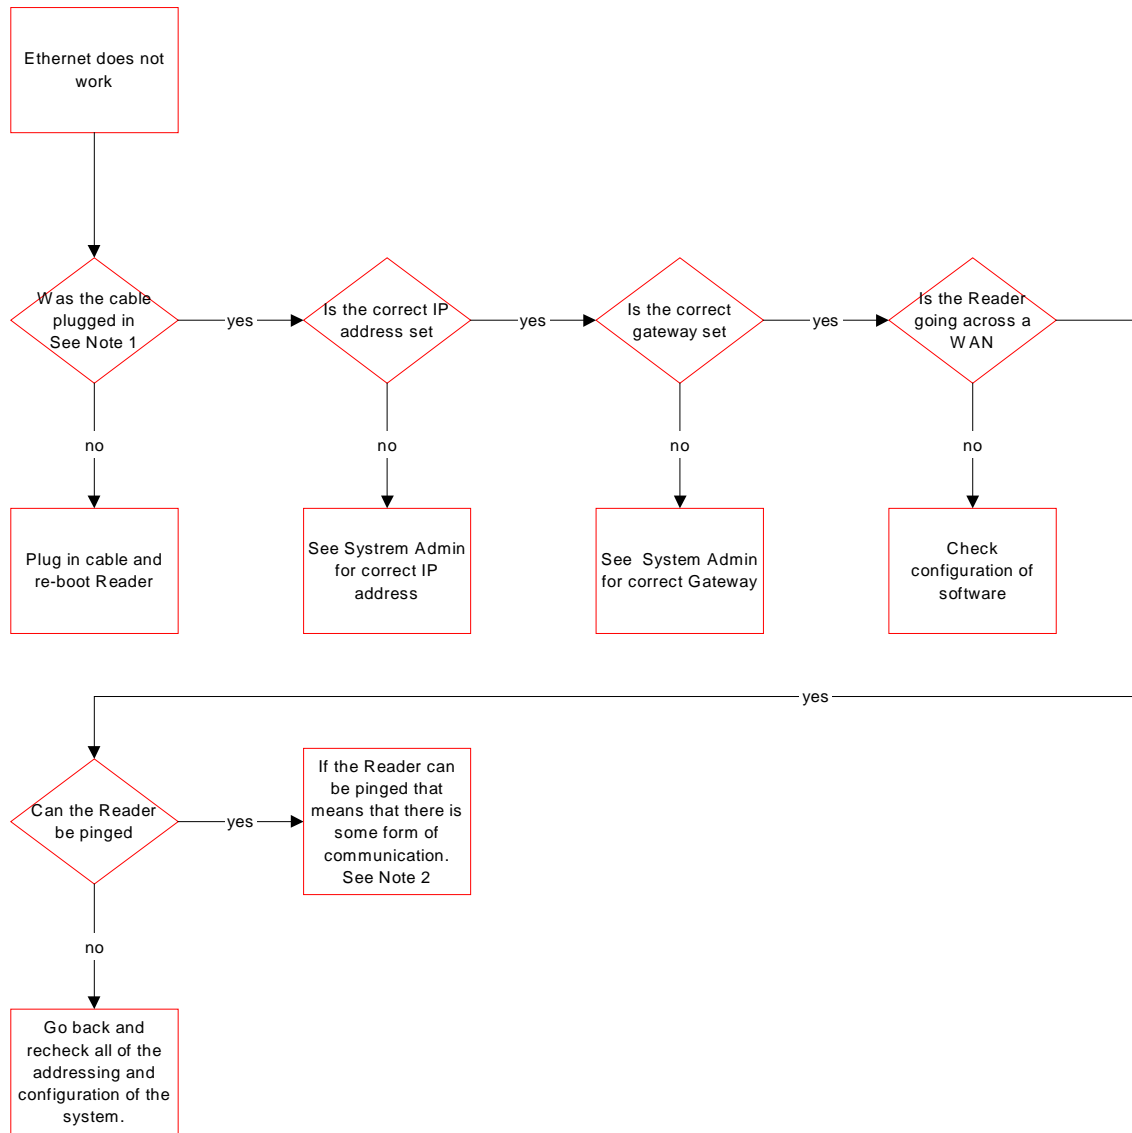 Ethernet does not
work
Was the cable
plugged in
See Note 1
yes
Is the correct IP
address set
yes
Is the correct
gateway set
yes
Is the Reader
going across a
WAN
no
no
no
no
Plug in cable and
re-boot Reader
See Systrem Admin
for correct IP
address
See System Admin
for correct Gateway
Check
configuration of
software
yes
Can the Reader
be pinged
yes
If the Reader can
be pinged that
means that there is
some form of
communication.
See Note 2
no
Go back and
recheck all of the
addressing and
configuration of the
system.